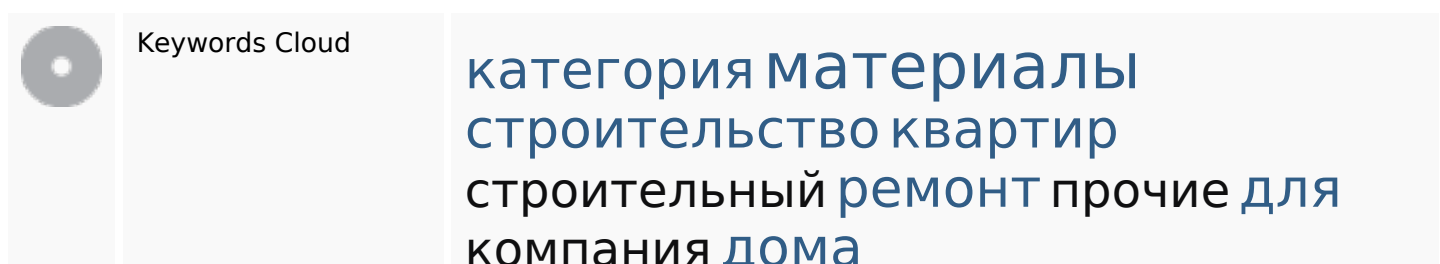 Keywords Cloud
категория материалы
строительство квартир
строительный ремонт прочие для
компания дома